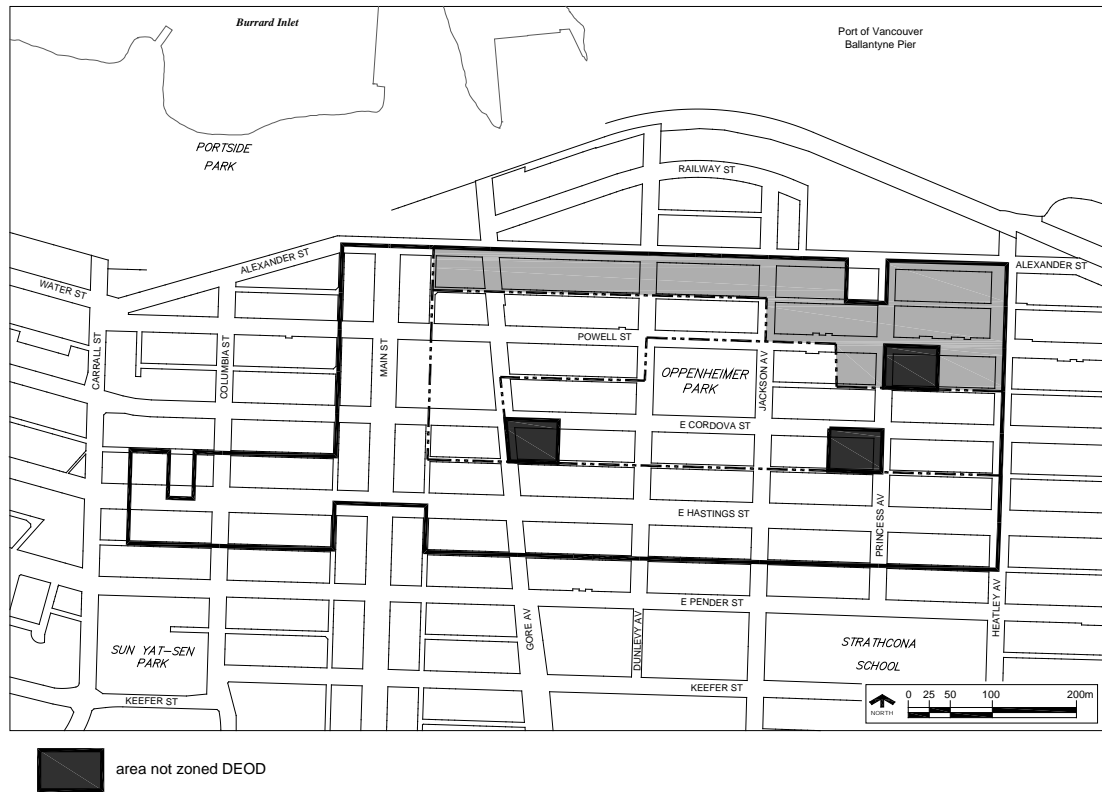 Burrard Inlet
Port of Vancouver
Ballantyne Pier
PORTSIDE
PARK
RAILWAY ST
ALEXANDER ST
ALEXANDER ST
WATER ST
CARRALL ST
COLUMBIA ST
MAIN ST
POWELL ST
JACKSON AV
OPPENHEIMER
PARK
E CORDOVA ST
E HASTINGS ST
PRINCESS AV
E PENDER ST
GORE AV
DUNLEVY AV
HEATLEY AV
SUN YAT-SEN
PARK
STRATHCONA
SCHOOL
KEEFER ST
KEEFER ST
NORTH
0 25 50 100 200m
area not zoned DEOD